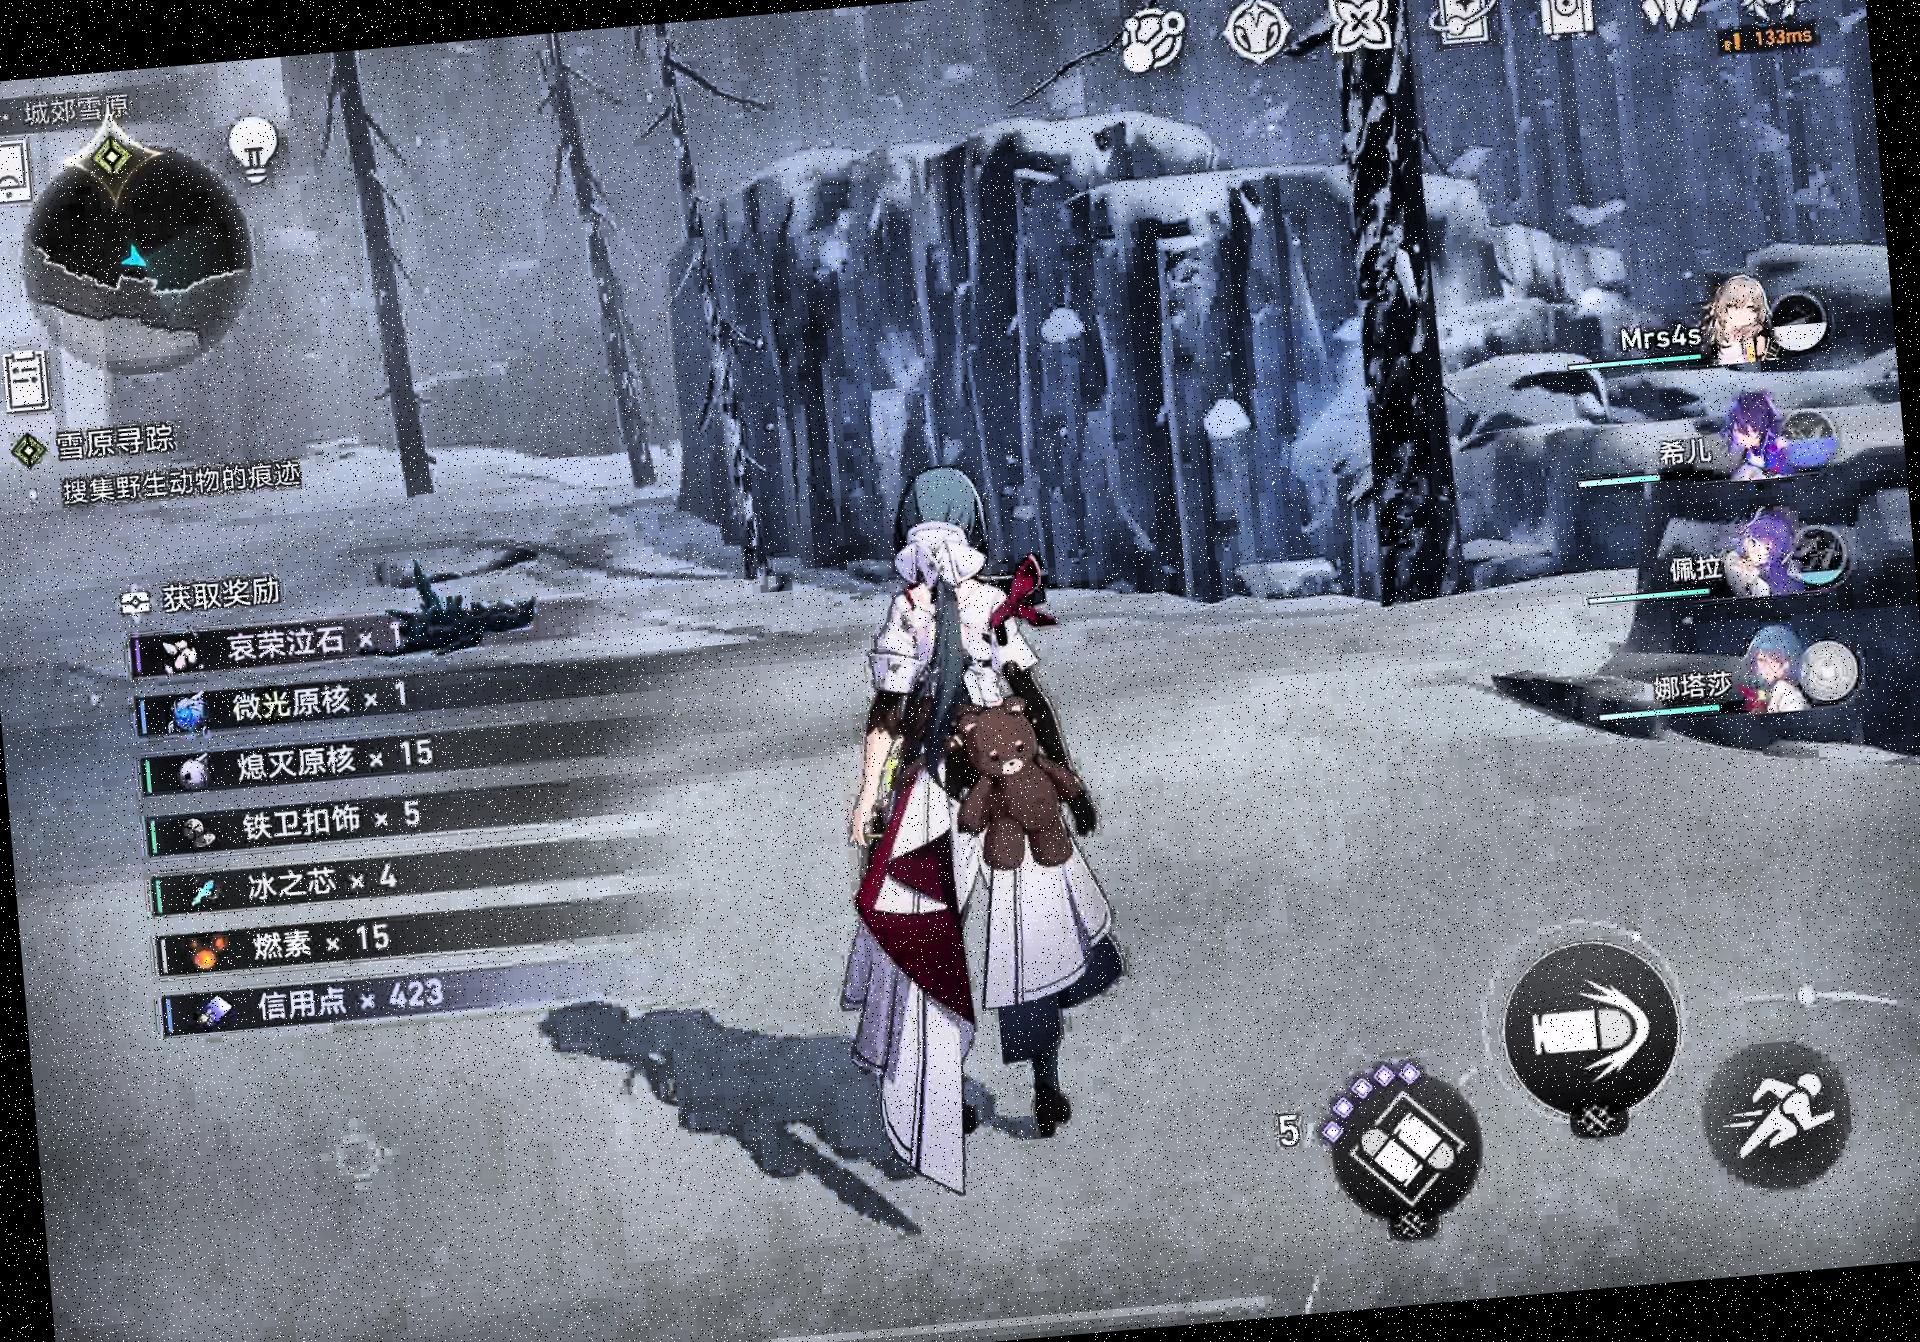 133ms
城郊雪原
Mrs4s
雪原寻踪
搜集野生动物的痕迹
希儿
佩拉
娜塔莎
获取奖励
哀荣泣石 × 1
微光原核 × 1
熄灭原核 × 15
铁卫扣饰 × 5
冰之芯 × 4
燃素 × 15
信用点 × 423
5